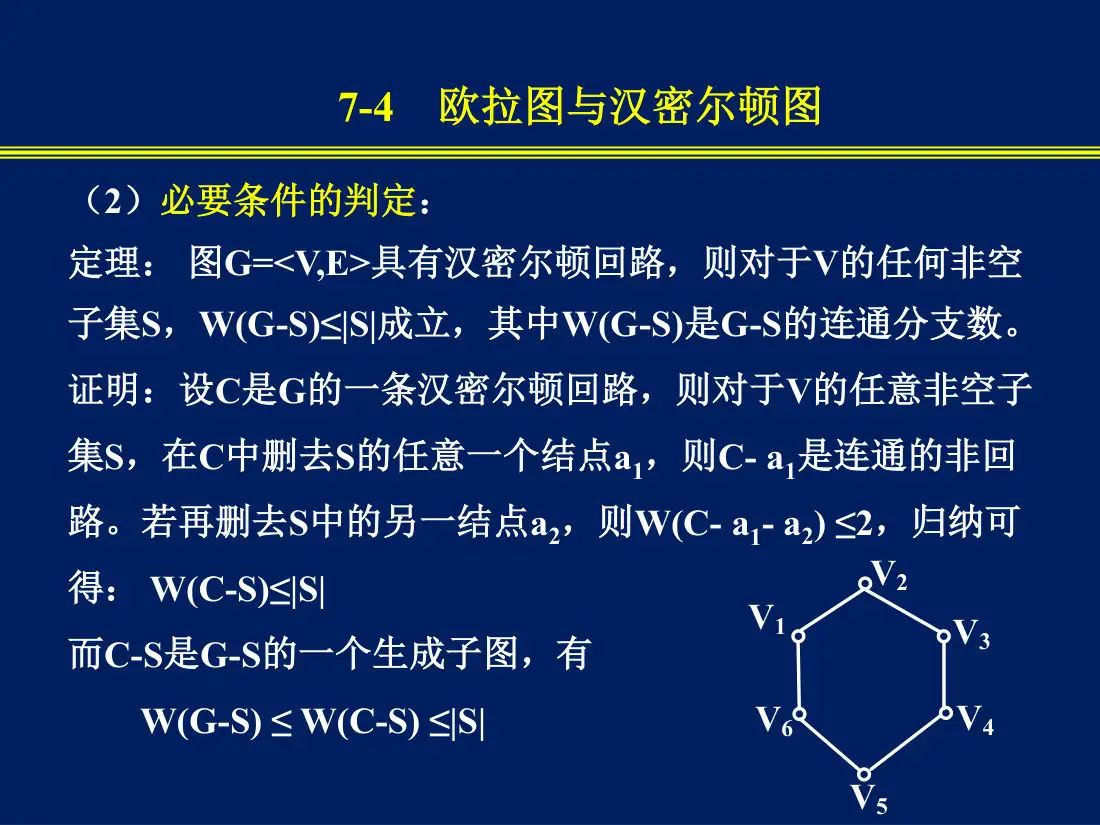 7-4 欧拉图与汉密尔顿图
（2）必要条件的判定：
定理： 图G=<V,E>具有汉密尔顿回路，则对于V的任何非空
子集S，W(G-S)≤|S|成立，其中W(G-S)是G-S的连通分支数。
证明：设C是G的一条汉密尔顿回路，则对于V的任意非空子
集S，在C中删去S的任意一个结点a₁，则C- a₁是连通的非回
路。若再删去S中的另一结点a₂，则W(C- a₁- a₂) ≤2，归纳可
得： W(C-S)≤|S|
而C-S是G-S的一个生成子图，有
W(G-S) ≤ W(C-S) ≤|S|
V₂
V₁
V₃
V₆
V₄
V₅